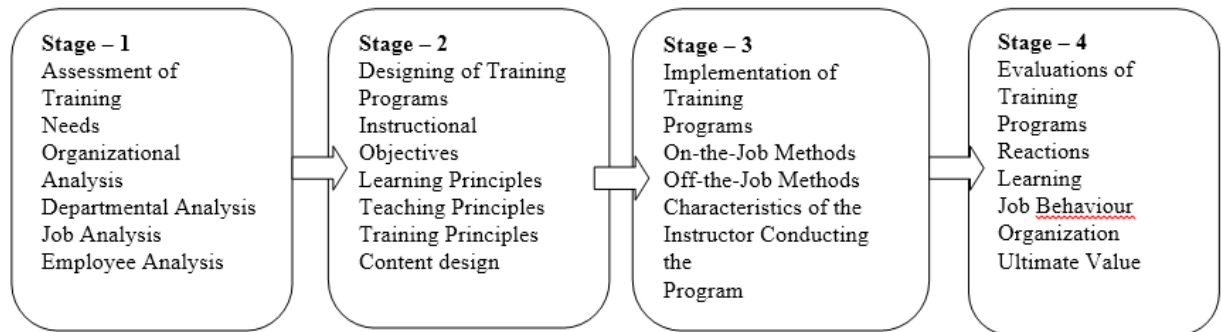 Stage – 1
Assessment of
Training
Needs
Organizational
Analysis
Departmental Analysis
Job Analysis
Employee Analysis
Stage – 2
Designing of Training
Programs
Instructional
Objectives
Learning Principles
Teaching Principles
Training Principles
Content design
Stage – 3
Implementation of
Training
Programs
On-the-Job Methods
Off-the-Job Methods
Characteristics of the
Instructor Conducting
the
Program
Stage – 4
Evaluations of
Training
Programs
Reactions
Learning
Job Behaviour
Organization
Ultimate Value